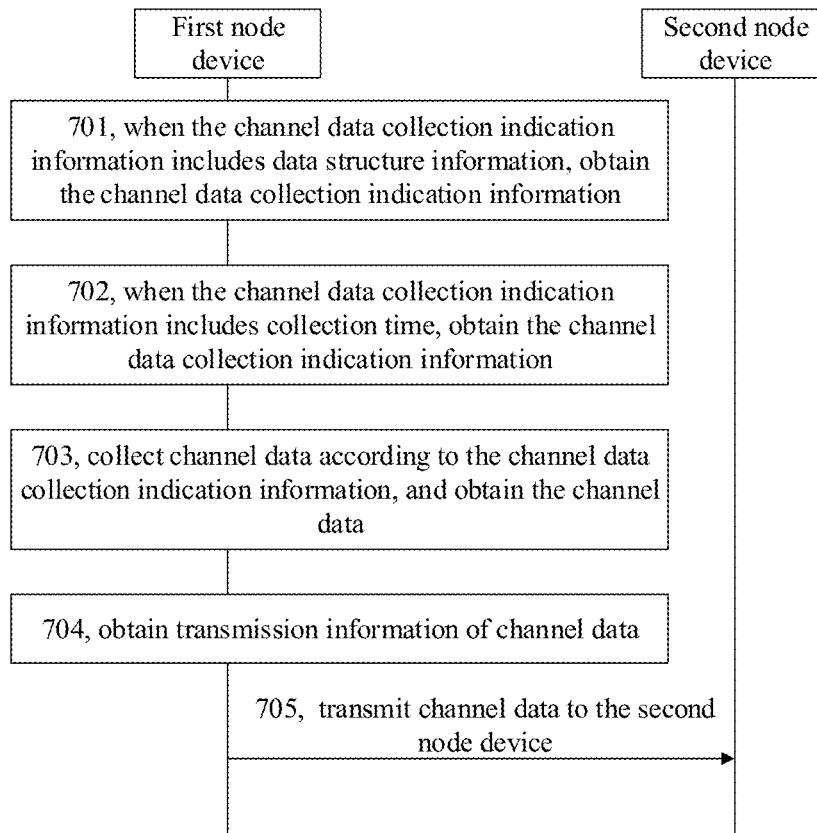 First node
device
Second node
device
701, when the channel data collection indication
information includes data structure information, obtain
the channel data collection indication information
702, when the channel data collection indication
information includes collection time, obtain the channel
data collection indication information
703, collect channel data according to the channel data
collection indication information, and obtain the channel
data
704, obtain transmission information of channel data
705, transmit channel data to the second
node device